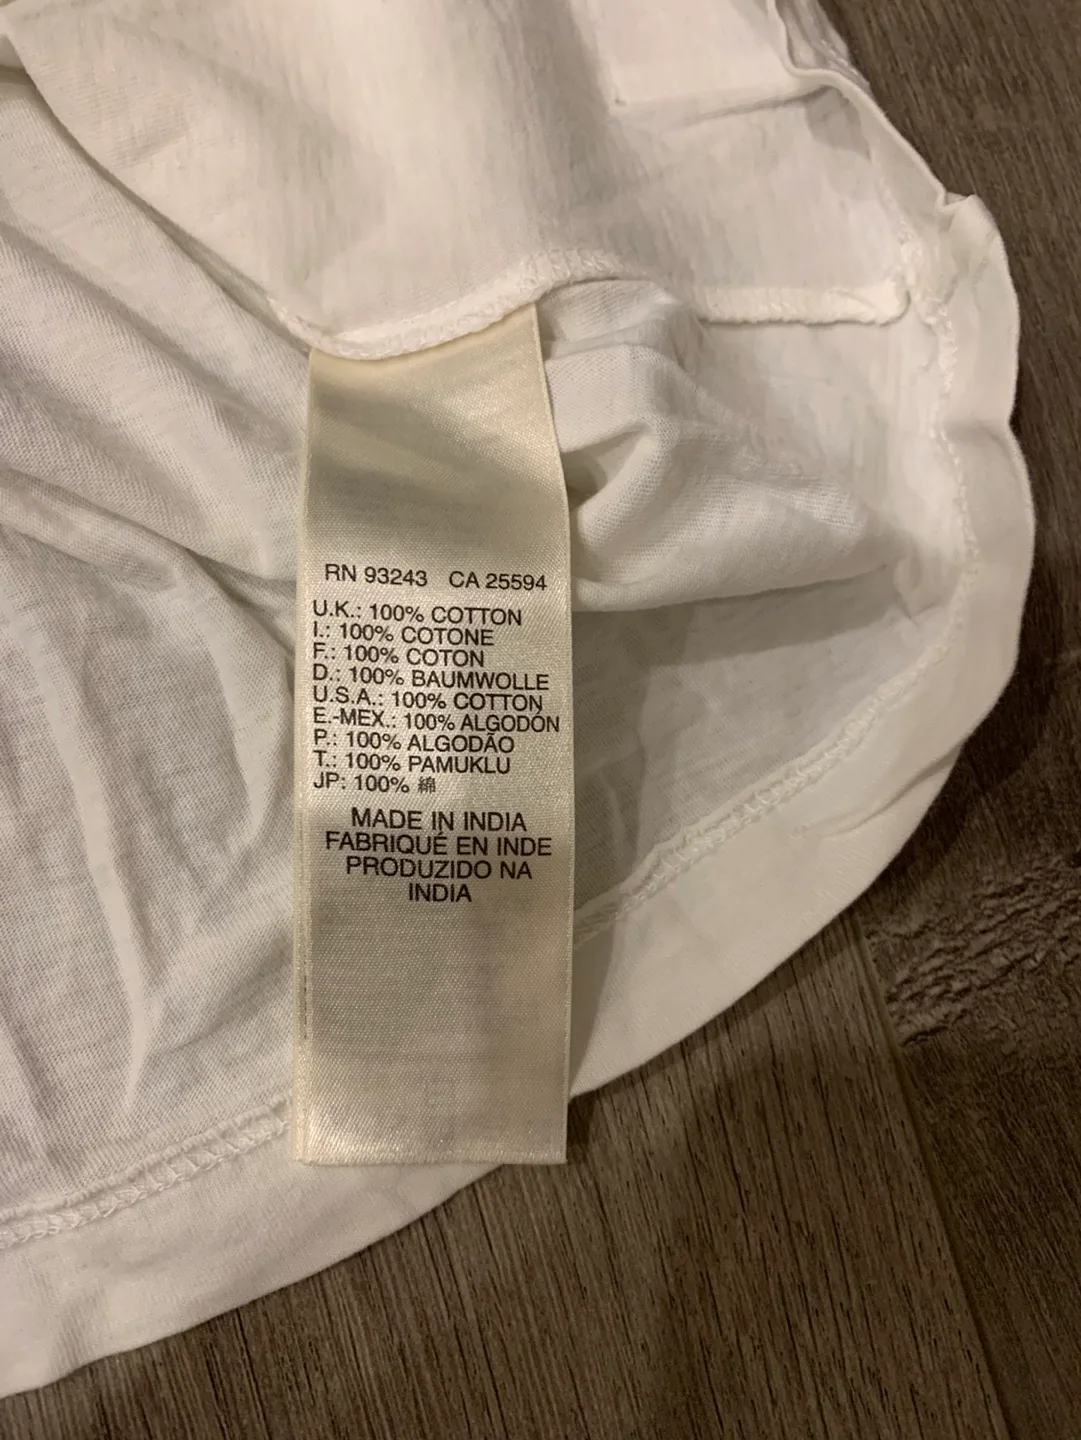 RN 93243 CA 25594
U.K.: 100% COTTON
I.: 100% COTONE
F.: 100% COTON
D.: 100% BAUMWOLLE
U.S.A.: 100% COTTON
E.-MEX.: 100% ALGODÓN
P.: 100% ALGODÃO
T.: 100% PAMUKLU
JP: 100% 綿
MADE IN INDIA
FABRIQUÉ EN INDE
PRODUZIDO NA
INDIA